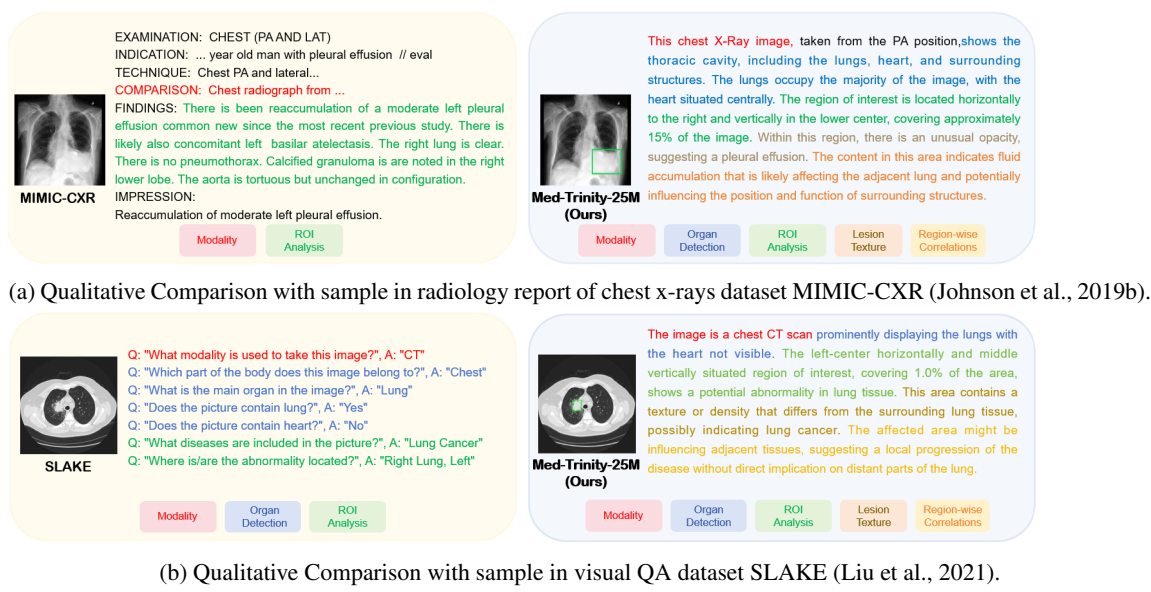 EXAMINATION: CHEST (PA AND LAT)
INDICATION: ... year old man with pleural effusion // eval
TECHNIQUE: Chest PA and lateral...
COMPARISON: Chest radiograph from ...
FINDINGS: There is been reaccumulation of a moderate left pleural
effusion common new since the most recent previous study. There is
likely also concomitant left basilar atelectasis. The right lung is clear.
There is no pneumothorax. Calcified granuloma is are noted in the right
lower lobe. The aorta is tortuous but unchanged in configuration.
IMPRESSION:
Reaccumulation of moderate left pleural effusion.
MIMIC-CXR
Modality
ROI
Analysis
This chest X-Ray image, taken from the PA position,shows the
thoracic cavity, including the lungs, heart, and surrounding
structures. The lungs occupy the majority of the image, with the
heart situated centrally. The region of interest is located horizontally
to the right and vertically in the lower center, covering approximately
15% of the image. Within this region, there is an unusual opacity,
suggesting a pleural effusion. The content in this area indicates fluid
accumulation that is likely affecting the adjacent lung and potentially
influencing the position and function of surrounding structures.
Med-Trinity-25M
(Ours)
Modality
Organ
Detection
ROI
Analysis
Lesion
Texture
Region-wise
Correlations
(a) Qualitative Comparison with sample in radiology report of chest x-rays dataset MIMIC-CXR (Johnson et al., 2019b).
Q: "What modality is used to take this image?", A: "CT"
Q: "Which part of the body does this image belong to?", A: "Chest"
Q: "What is the main organ in the image?", A: "Lung"
Q: "Does the picture contain lung?", A: "Yes"
Q: "Does the picture contain heart?", A: "No"
Q: "What diseases are included in the picture?", A: "Lung Cancer"
Q: "Where is/are the abnormality located?", A: "Right Lung, Left"
SLAKE
Modality
Organ
Detection
ROI
Analysis
The image is a chest CT scan prominently displaying the lungs with
the heart not visible. The left-center horizontally and middle
vertically situated region of interest, covering 1.0% of the area,
shows a potential abnormality in lung tissue. This area contains a
texture or density that differs from the surrounding lung tissue,
possibly indicating lung cancer. The affected area might be
influencing adjacent tissues, suggesting a local progression of the
disease without direct implication on distant parts of the lung.
Med-Trinity-25M
(Ours)
Modality
Organ
Detection
ROI
Analysis
Lesion
Texture
Region-wise
Correlations
(b) Qualitative Comparison with sample in visual QA dataset SLAKE (Liu et al., 2021).